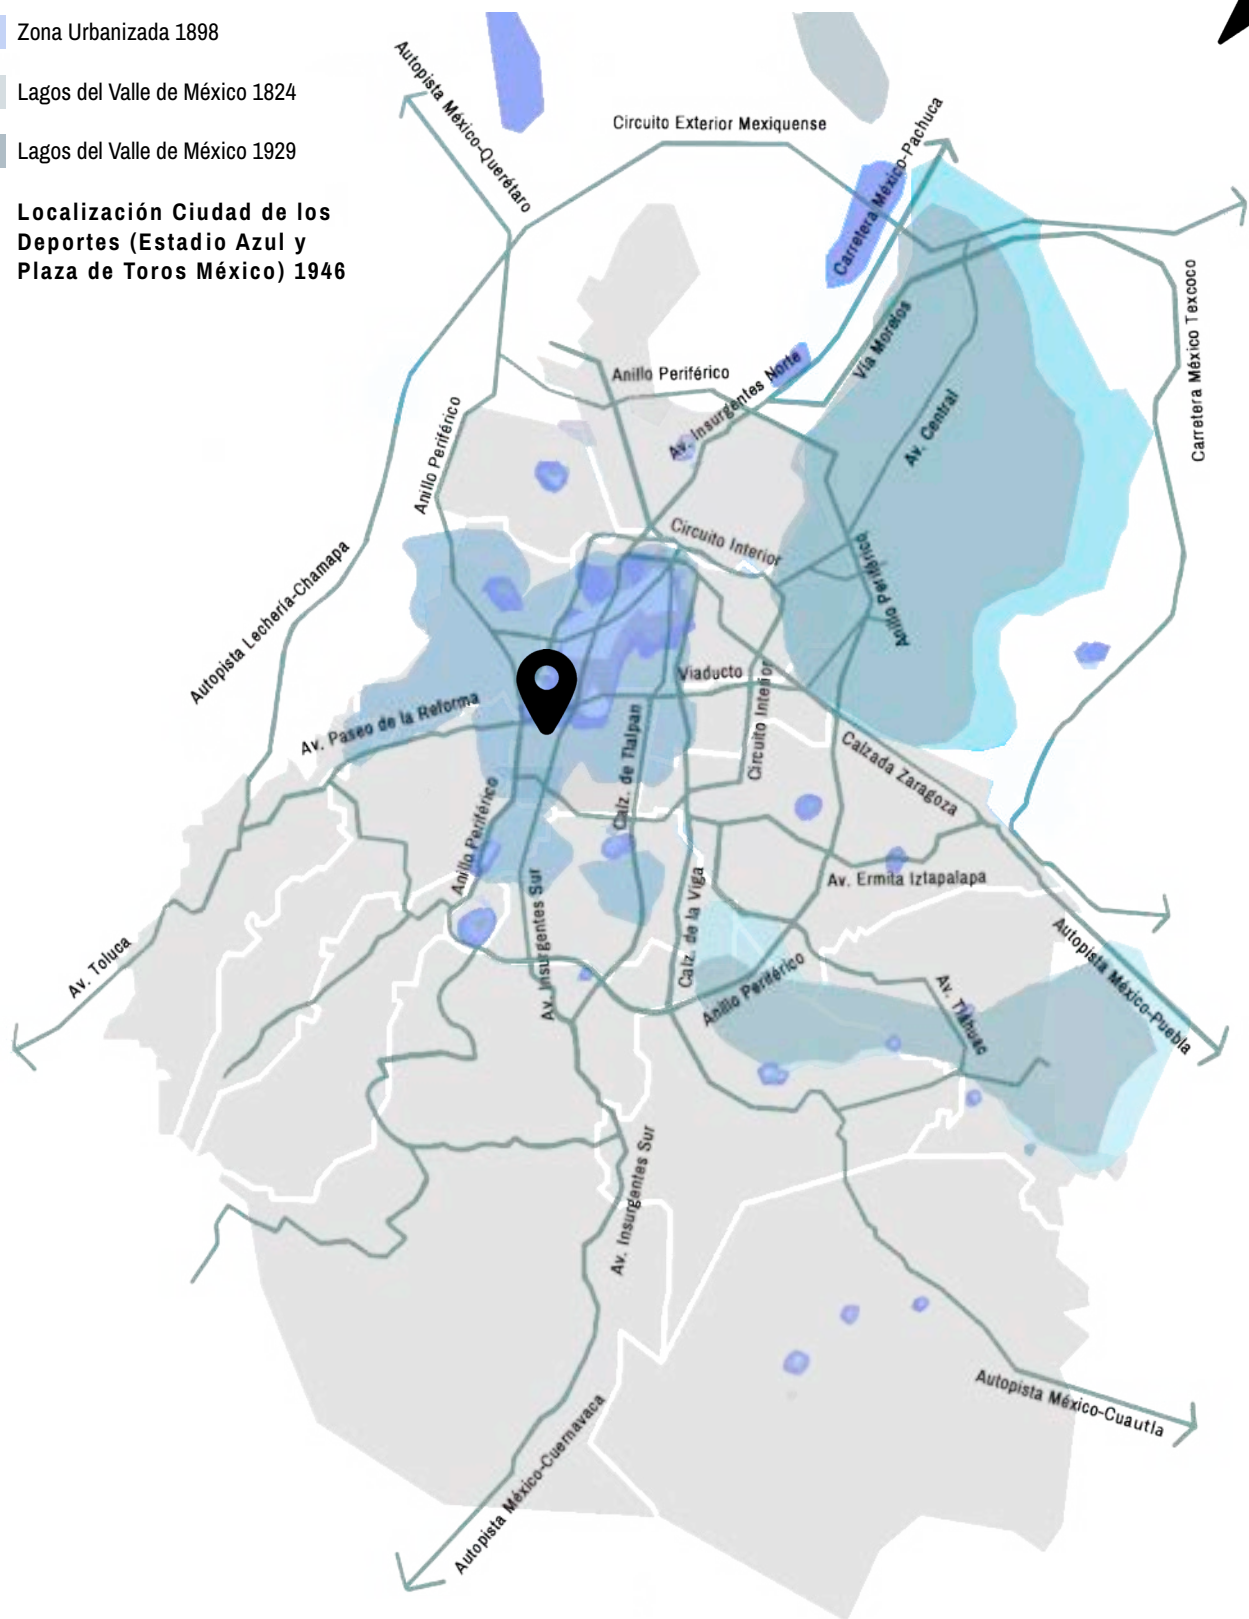 Zona Urbanizada 1898
Lagos del Valle de México 1824
Lagos del Valle de México 1929
Localización Ciudad de los
Deportes (Estadio Azul y
Plaza de Toros México) 1946
Autopista México-Querétaro
Circuito Exterior Mexiquense
Carretera México-Pachuca
Carretera México Texcoco
Vía Morelos
Anillo Periférico
Av. Insurgentes Norte
Av. Central
Anillo Periférico
Circuito Interior
Anillo Periférico
Autopista Lechería-Chamapa
Viaducto
Circuito Interior
Av. Paseo de la Reforma
Calz. de Tlalpan
Calzada Zaragoza
Anillo Periférico
Av. Insurgentes Sur
Calz. de la Viga
Av. Ermita Iztapalapa
Av. Toluca
Anillo Periférico
Av. Tláhuac
Autopista México-Puebla
Av. Insurgentes Sur
Autopista México-Cuautla
Autopista México-Cuernavaca